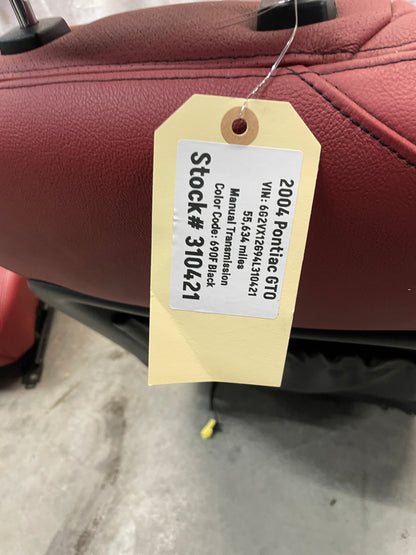 2004 Pontiac GTO
VIN: 6G2VX12G94L310421
55,634 miles
Manual Transmission
Color Code: 690F Black
Stock# 310421